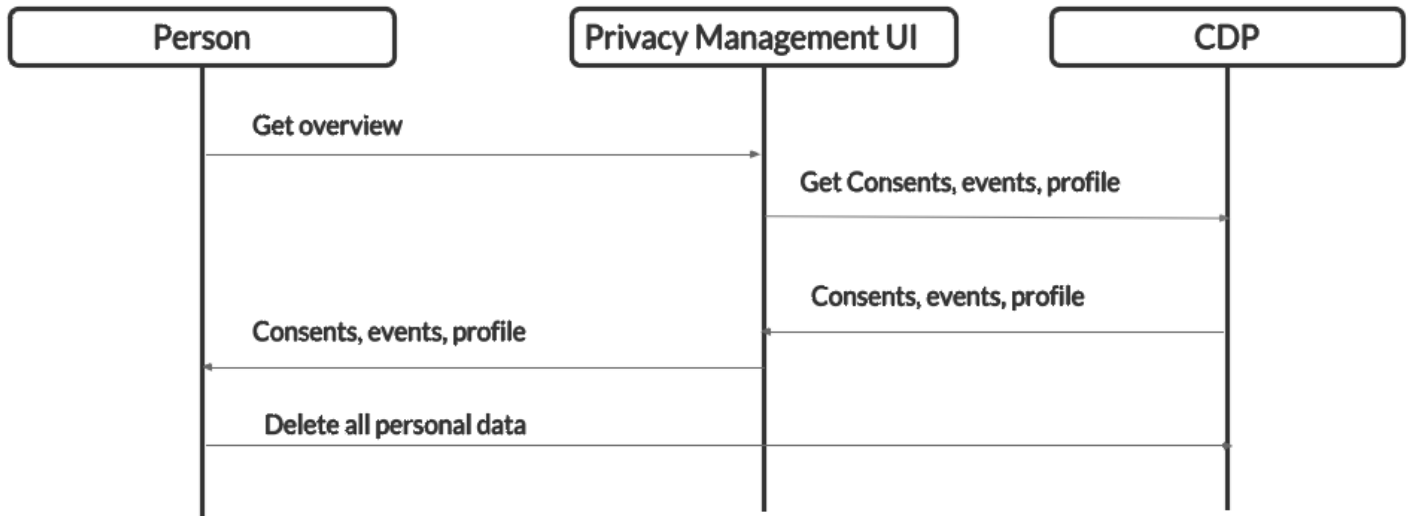 Person
Privacy Management UI
CDP
Get overview
Get Consents, events, profile
Consents, events, profile
Consents, events, profile
Delete all personal data